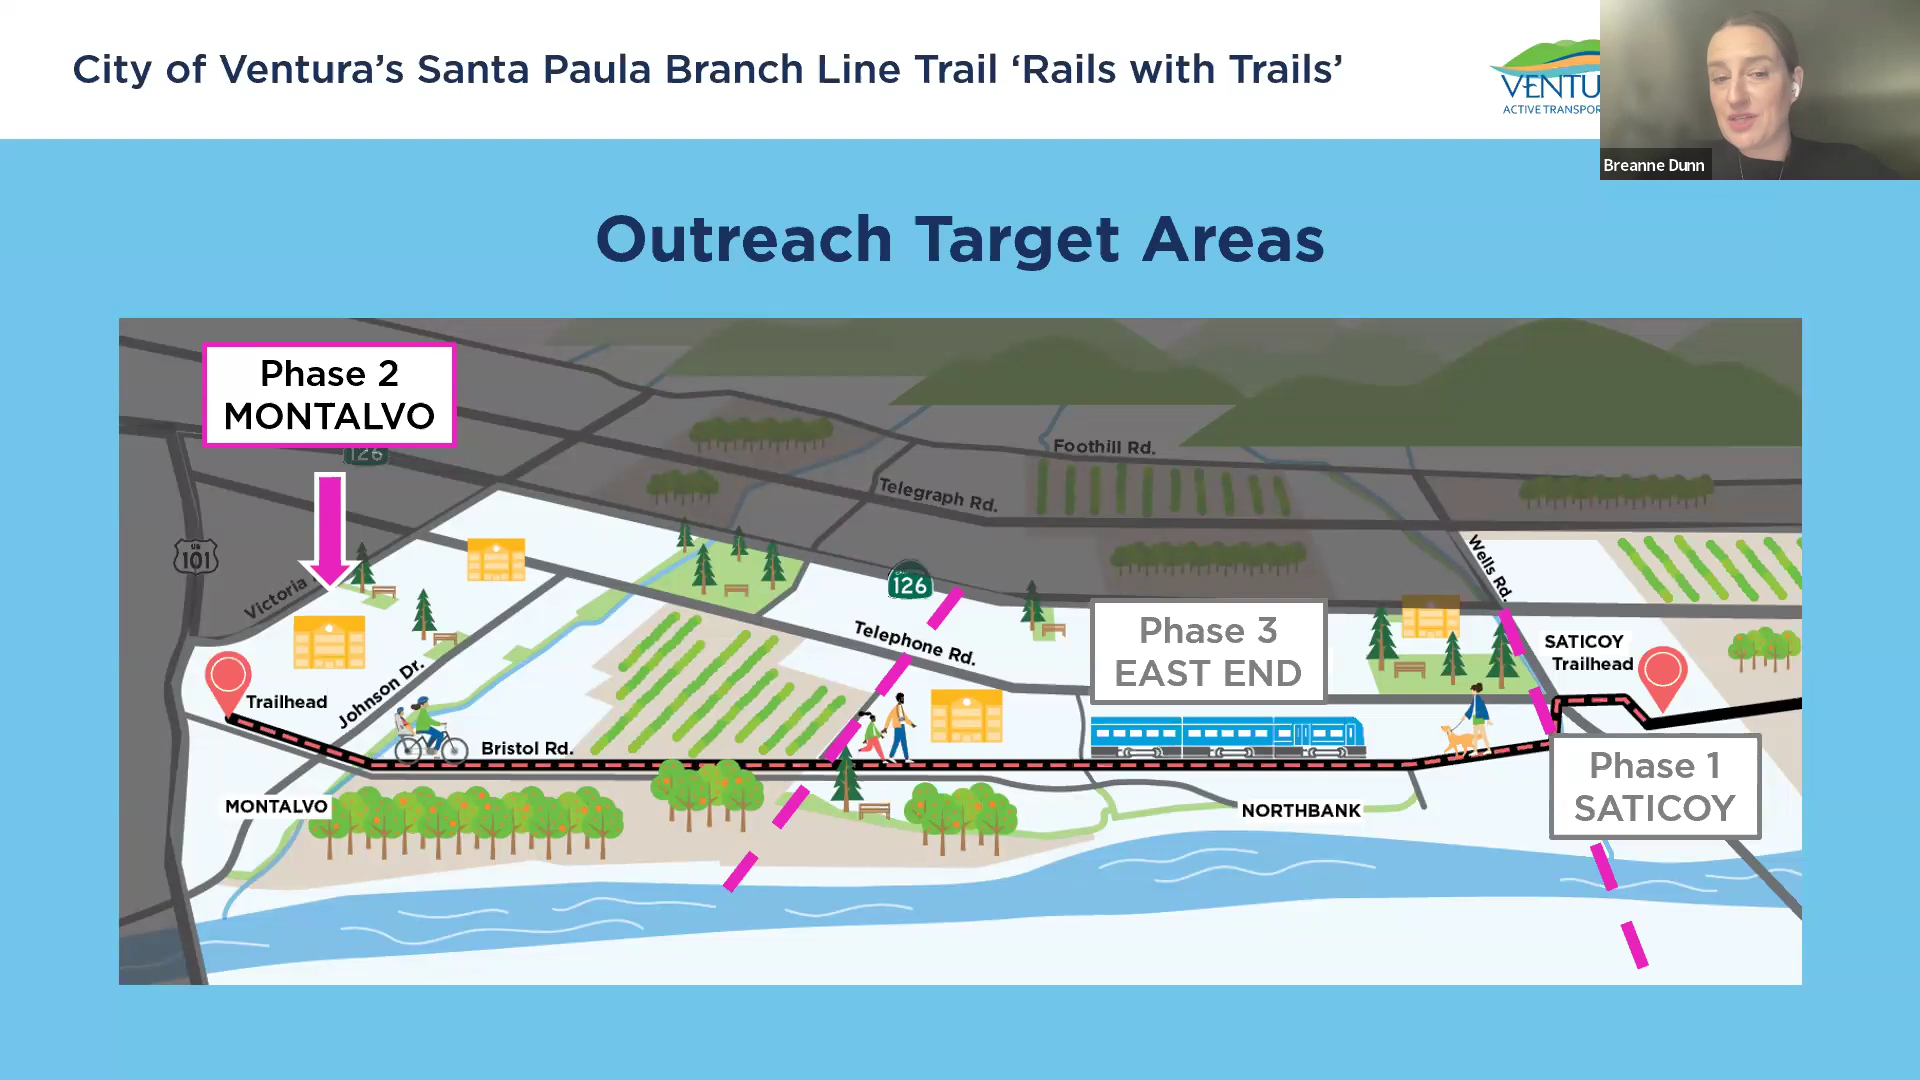 City of Ventura's Santa Paula Branch Line Trail 'Rails with Trails'
VENTU
ACTIVE TRANSPOR
Breanne Dunn
Outreach Target Areas
Phase 2
MONTALVO
126
Foothill Rd.
Telegraph Rd.
US
101
Victoria
Wells Rd.
126
Telephone Rd.
Phase 3
EAST END
SATICOY
Trailhead
Johnson Dr.
Trailhead
Bristol Rd.
Phase 1
SATICOY
MONTALVO
NORTHBANK